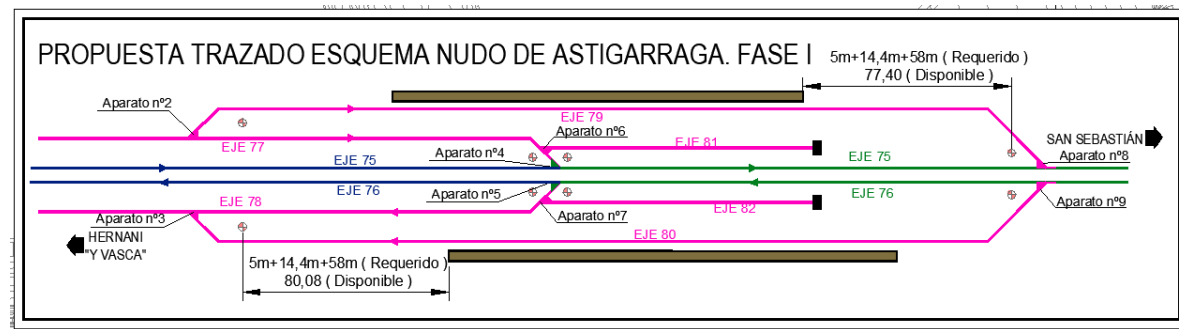 PROPUESTA TRAZADO ESQUEMA NUDO DE ASTIGARRAGA. FASE I
5m+14,4m+58m ( Requerido )
77,40 ( Disponible )
Aparato nº2
EJE 79
Aparato nº6
EJE 77
EJE 81
SAN SEBASTIÁN
Aparato nº4
EJE 75
EJE 75
Aparato nº8
EJE 76
Aparato nº5
EJE 76
EJE 78
EJE 82
Aparato nº9
Aparato nº3
Aparato nº7
HERNANI
"Y VASCA"
EJE 80
5m+14,4m+58m ( Requerido )
80,08 ( Disponible )